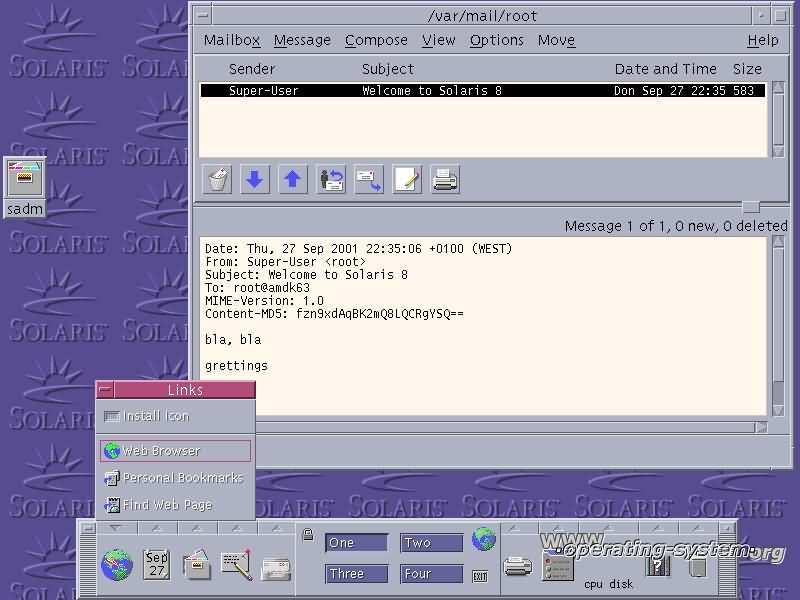 /var/mail/root
Mailbox Message Compose View Options Move Help
Sender Subject Date and Time Size
Super-User Welcome to Solaris 8 Don Sep 27 22:35 583
Message 1 of 1, 0 new, 0 deleted
Date: Thu, 27 Sep 2001 22:35:06 +0100 (WEST)
From: Super-User <root>
Subject: Welcome to Solaris 8
To: root@amdk63
MIME-Version: 1.0
Content-MD5: fzn9xdAqBK2mQ8LQCRgYSQ==
bla, bla
grettings
sadm
SOLARIS
Links
Install Icon
Web Browser
Personal Bookmarks
Find Web Page
Sep
27
One Two
Three Four
EXIT
cpu disk
?
www.
operating-system.org